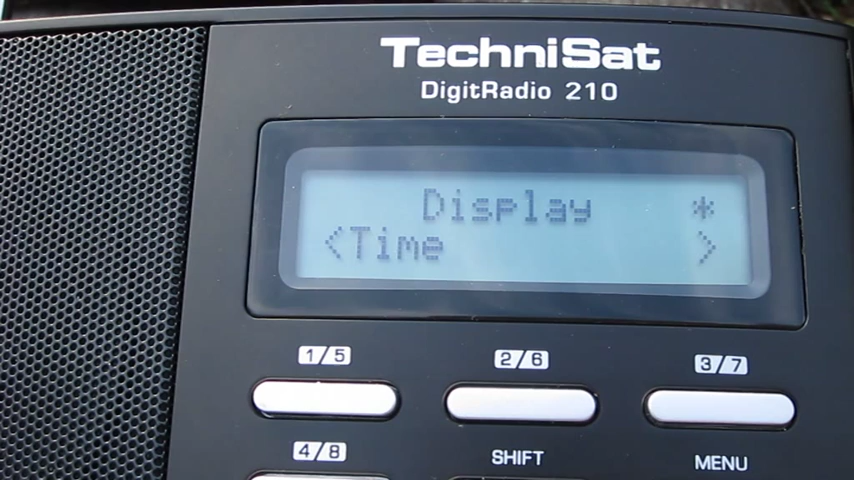 TechniSat
DigitRadio 210
Display *
<Time >
1/5 2/6 3/7
4/8 SHIFT MENU